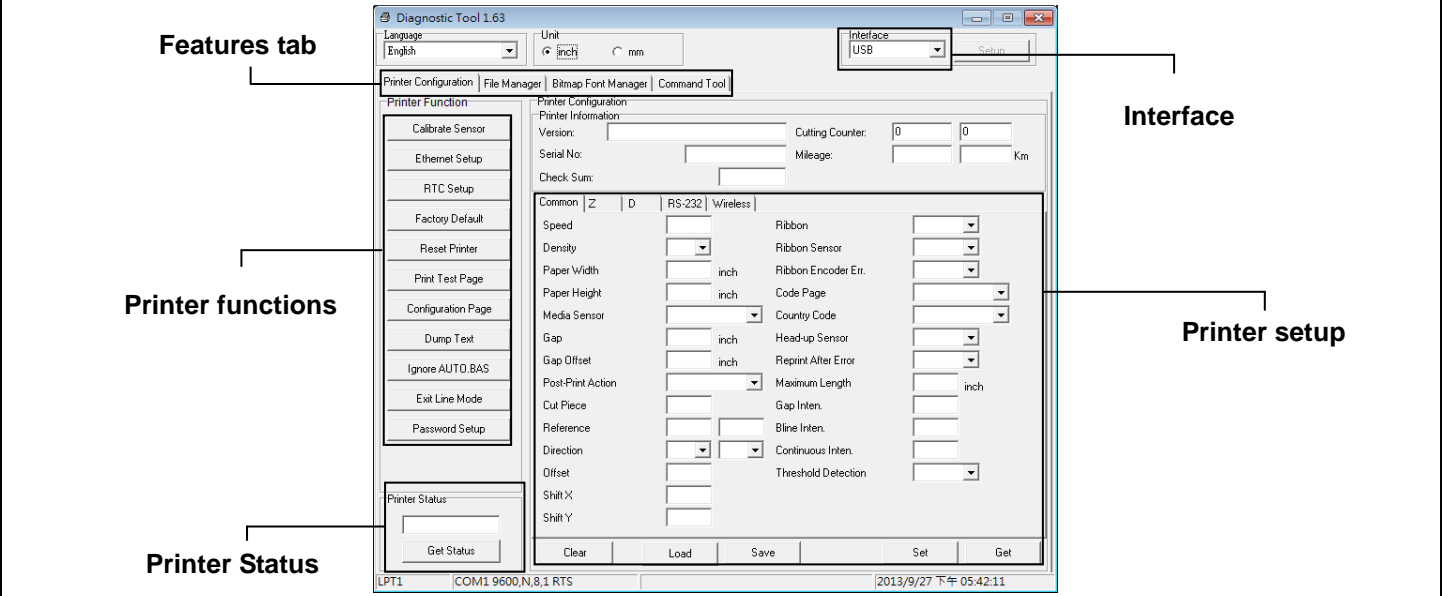 Diagnostic Tool 1.63
Features tab
Language
English
Unit
inch
mm
Interface
USB
Setup
Interface
Printer Configuration File Manager Bitmap Font Manager Command Tool
Printer Function
Calibrate Sensor
Ethernet Setup
RTC Setup
Factory Default
Reset Printer
Print Test Page
Configuration Page
Dump Text
Ignore AUTO.BAS
Exit Line Mode
Password Setup
Printer functions
Printer Configuration
Printer Information
Version:
Cutting Counter: 0 0
Serial No:
Mileage: Km
Check Sum:
Common Z D RS-232 Wireless
Speed
Density
Paper Width inch
Paper Height inch
Media Sensor
Gap inch
Gap Offset inch
Post-Print Action
Cut Piece
Reference
Direction
Offset
Shift X
Shift Y
Ribbon
Ribbon Sensor
Ribbon Encoder Err.
Code Page
Country Code
Head-up Sensor
Reprint After Error
Maximum Length inch
Gap Inten.
Bline Inten.
Continuous Inten.
Threshold Detection
Printer setup
Printer Status
Get Status
Printer Status
Clear Load Save Set Get
LPT1 COM1 9600,N,8,1 RTS 2013/9/27 下午 05:42:11